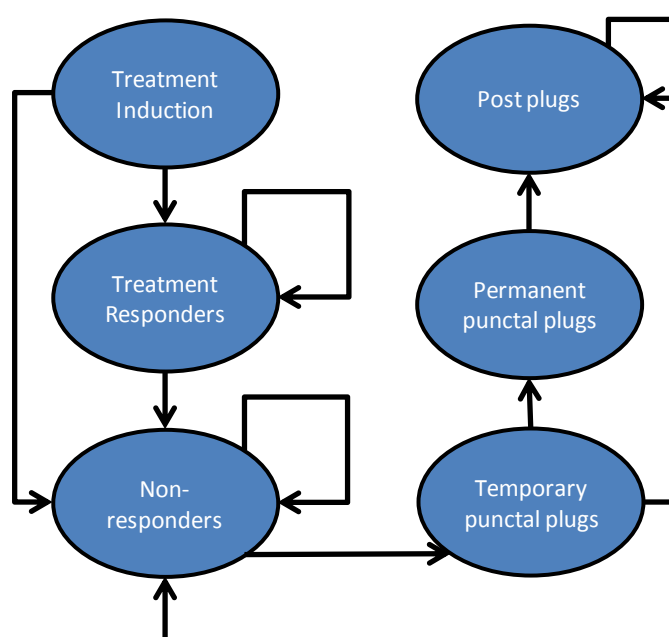 Treatment
Induction
Treatment
Responders
Non-
responders
Post plugs
Permanent
punctal plugs
Temporary
punctal plugs